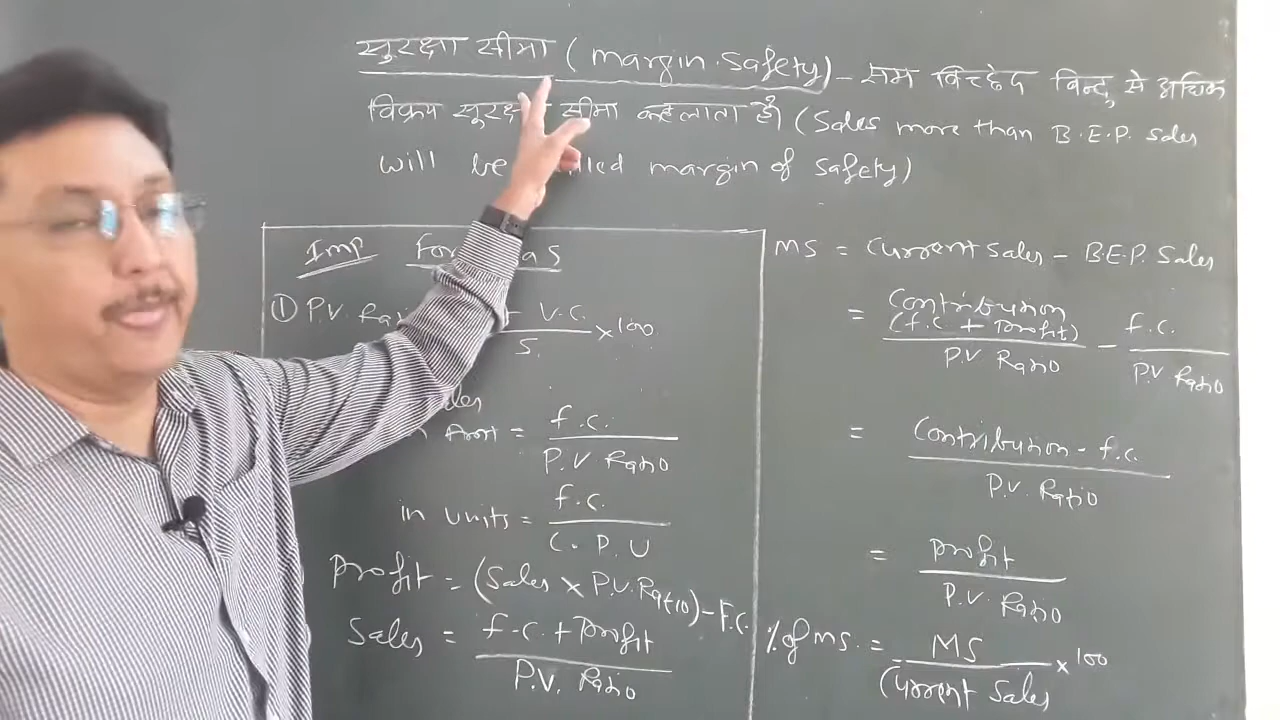 सुरक्षा सीमा (margin. Safety) - सम विच्छेद बिन्दु से अधिक
विक्रय सुरक्षा सीमा कहलाता है। (Sales more than B.E.P. sales
will be called margin of safety)
Imp Formulas
① P.V. Ratio - V.C.
S. × 100
in Amt = f.c.
P.V Ratio
in units = f.c.
C. P. U
Profit = (Sales × P.V. Ratio) - F.C.
Sales = f.c. + Profit
P.V. Ratio
MS = Current Sales - B.E.P. Sales
= Contribution
(f.c + Profit) - f.c.
P.V Ratio P.V Ratio
= Contribution - f.c.
P.V. Ratio
= Profit
P.V. Ratio
% of MS. = MS × 100
Current Sales